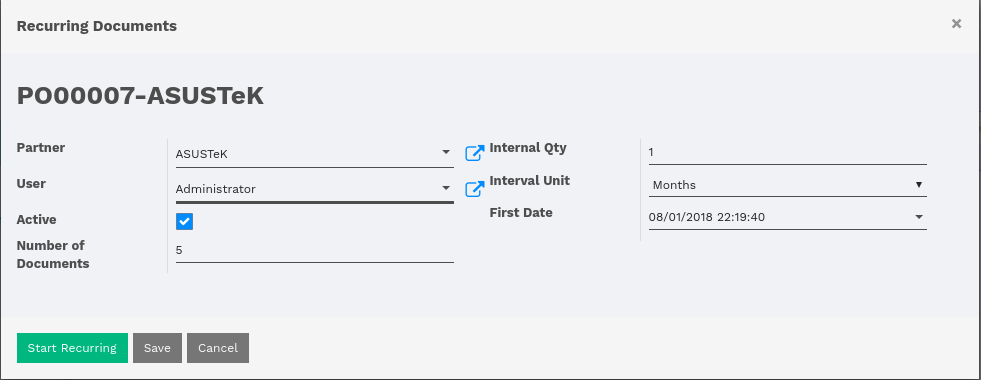 Recurring Documents ×
PO00007-ASUSTeK
Partner
ASUSTeK
User
Administrator
Active
Number of
Documents
5
Internal Qty
1
Interval Unit
Months
First Date
08/01/2018 22:19:40
Start Recurring Save Cancel